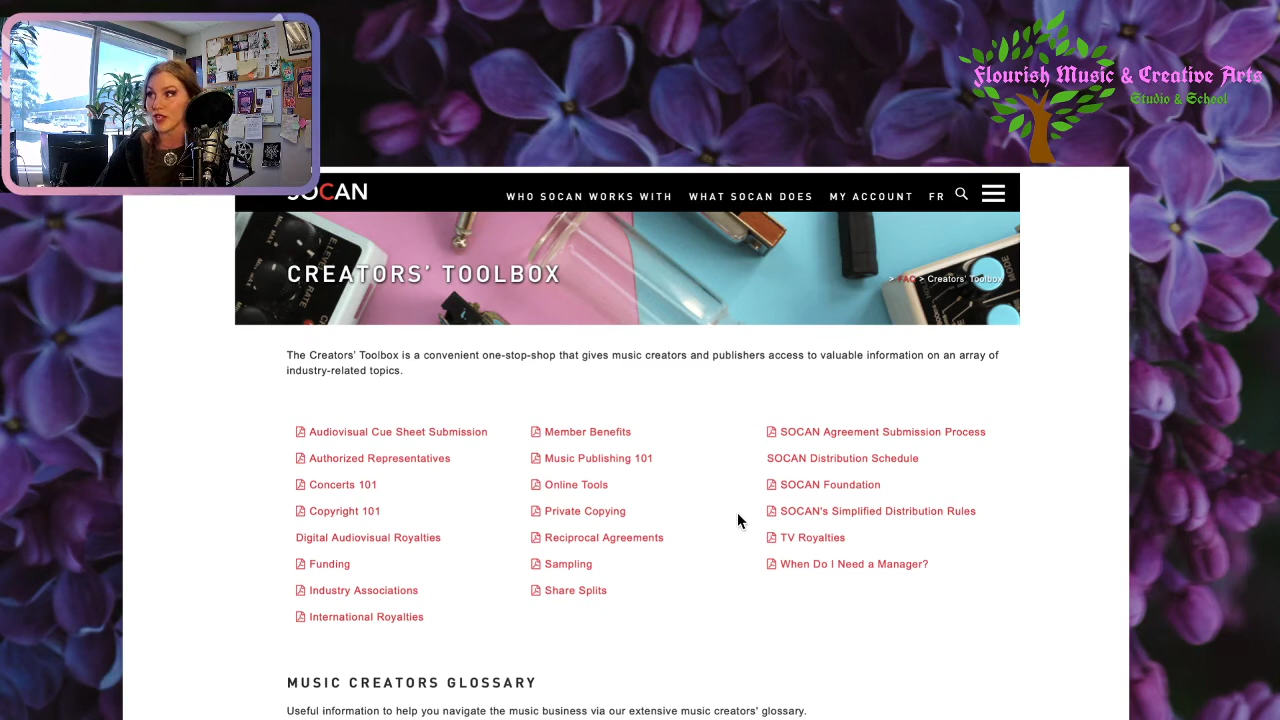 Flourish Music & Creative Arts
Studio & School
SOCAN
WHO SOCAN WORKS WITH
WHAT SOCAN DOES
MY ACCOUNT
FR
CREATORS' TOOLBOX
> FAQ > Creators' Toolbox
The Creators' Toolbox is a convenient one-stop-shop that gives music creators and publishers access to valuable information on an array of
industry-related topics.
Audiovisual Cue Sheet Submission
Authorized Representatives
Concerts 101
Copyright 101
Digital Audiovisual Royalties
Funding
Industry Associations
International Royalties
Member Benefits
Music Publishing 101
Online Tools
Private Copying
Reciprocal Agreements
Sampling
Share Splits
SOCAN Agreement Submission Process
SOCAN Distribution Schedule
SOCAN Foundation
SOCAN's Simplified Distribution Rules
TV Royalties
When Do I Need a Manager?
MUSIC CREATORS GLOSSARY
Useful information to help you navigate the music business via our extensive music creators' glossary.